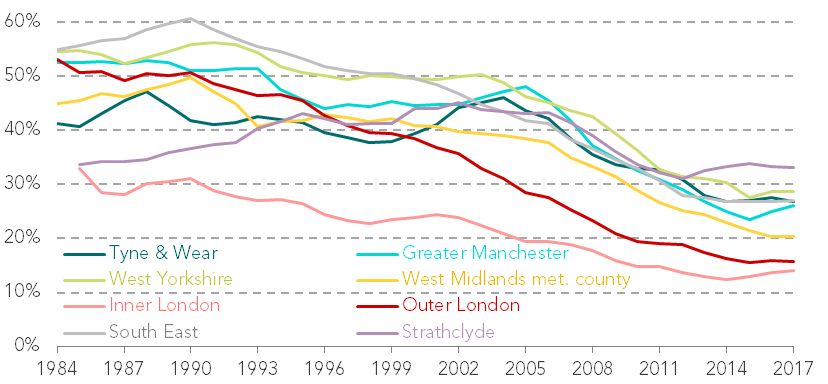 60%
50%
40%
30%
20%
10%
0%
Tyne & Wear
Greater Manchester
West Yorkshire
West Midlands met. county
Inner London
Outer London
South East
Strathclyde
1984 1987 1990 1993 1996 1999 2002 2005 2008 2011 2014 2017